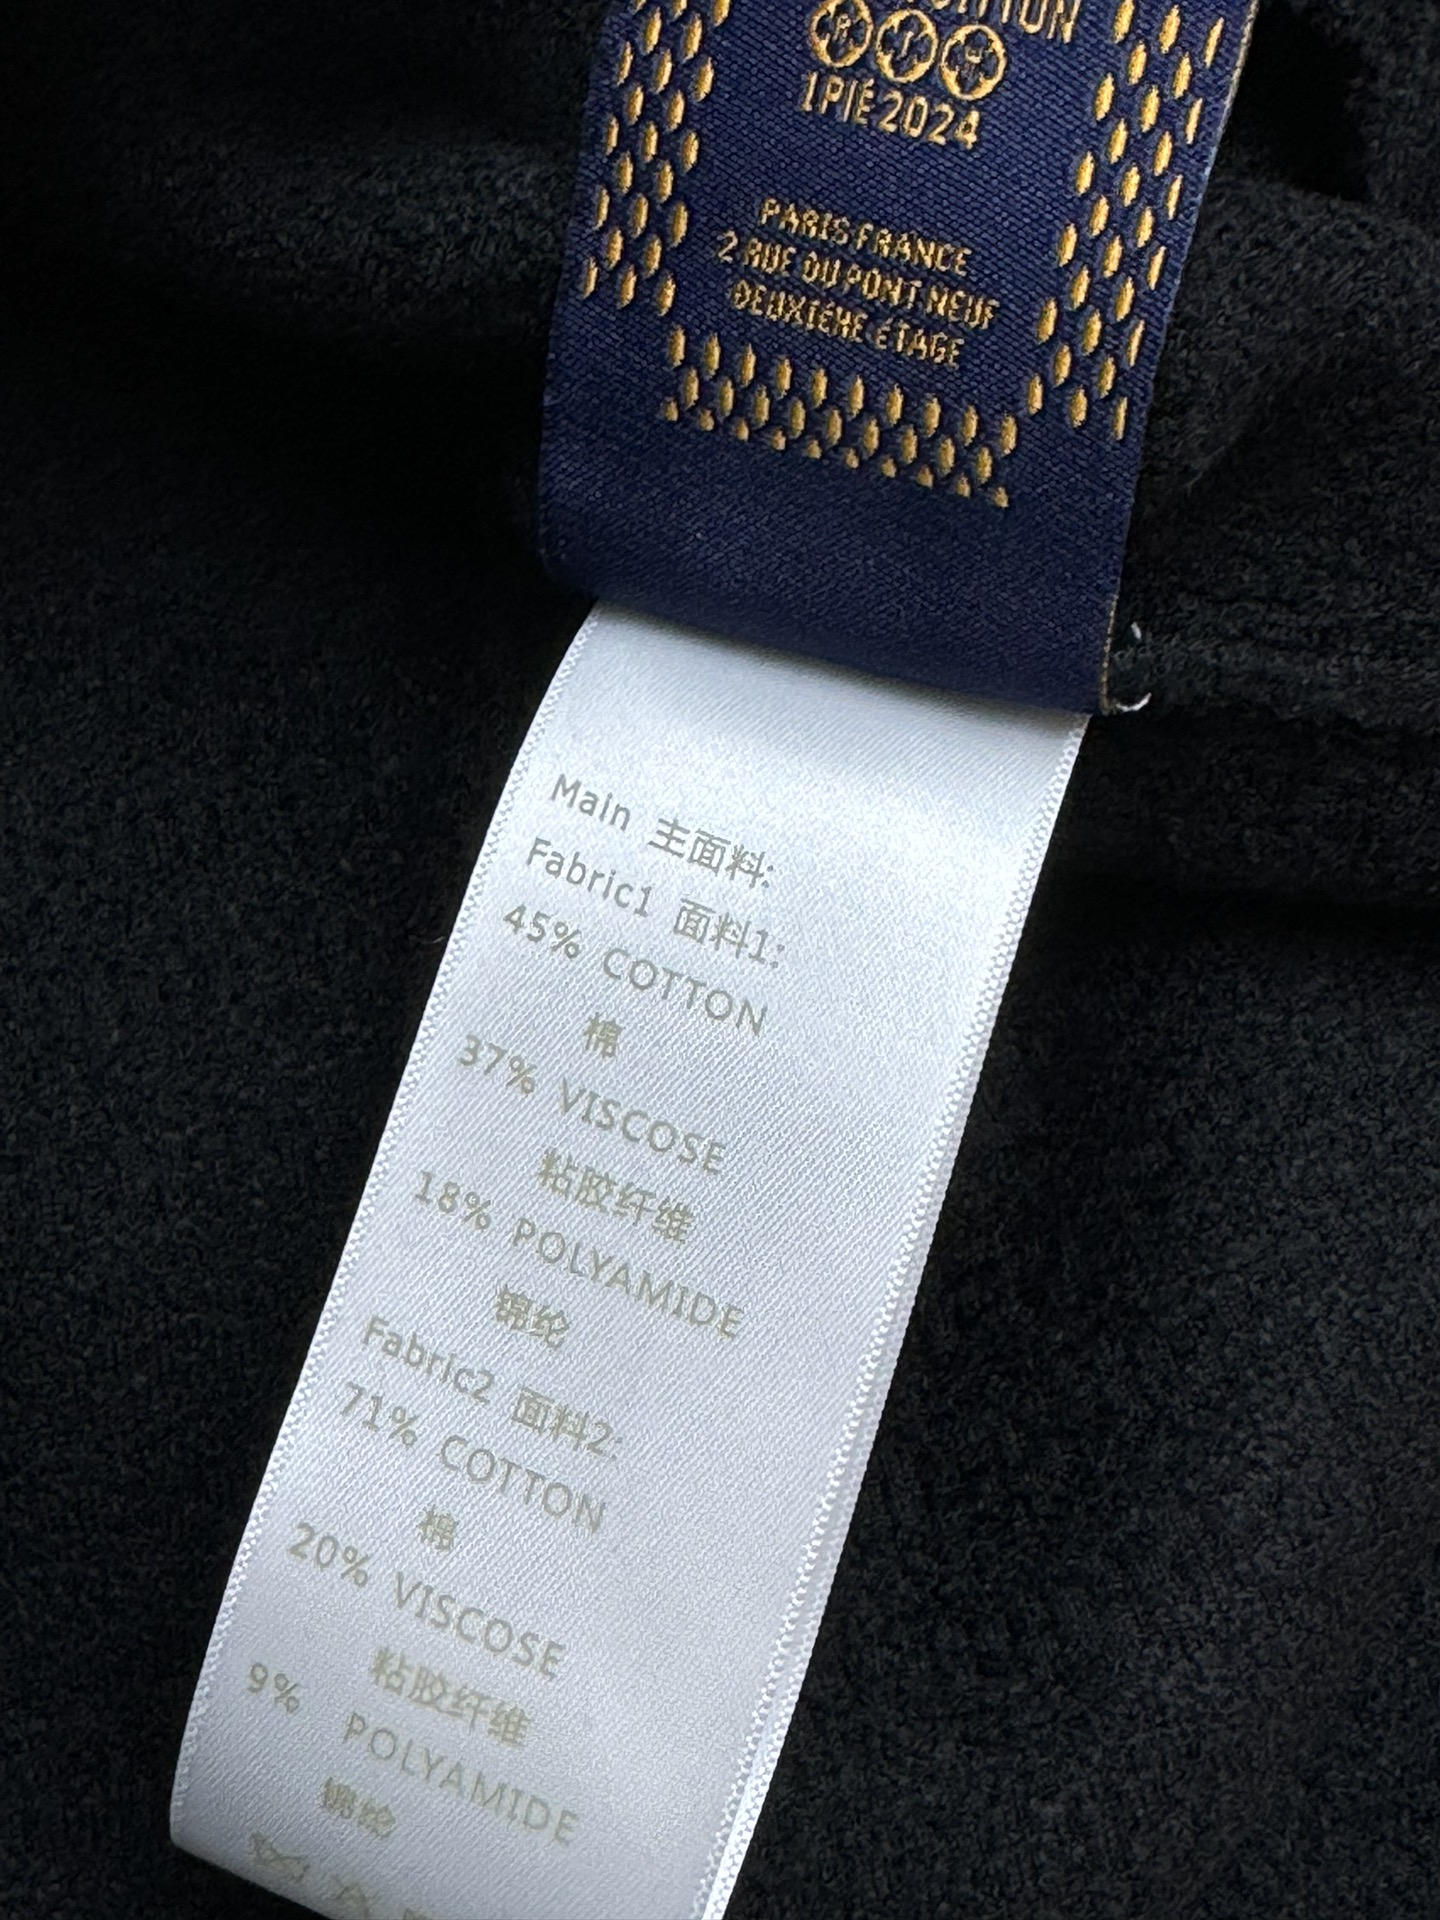 1PIÉ2024
PARIS FRANCE
2 RUE DU PONT NEUF
DEUXIÈME ÉTAGE
Main 主面料:
Fabric1 面料1:
45% COTTON
棉
37% VISCOSE
粘胶纤维
18% POLYAMIDE
锦纶
Fabric2 面料2:
71% COTTON
棉
20% VISCOSE
粘胶纤维
9% POLYAMIDE
锦纶